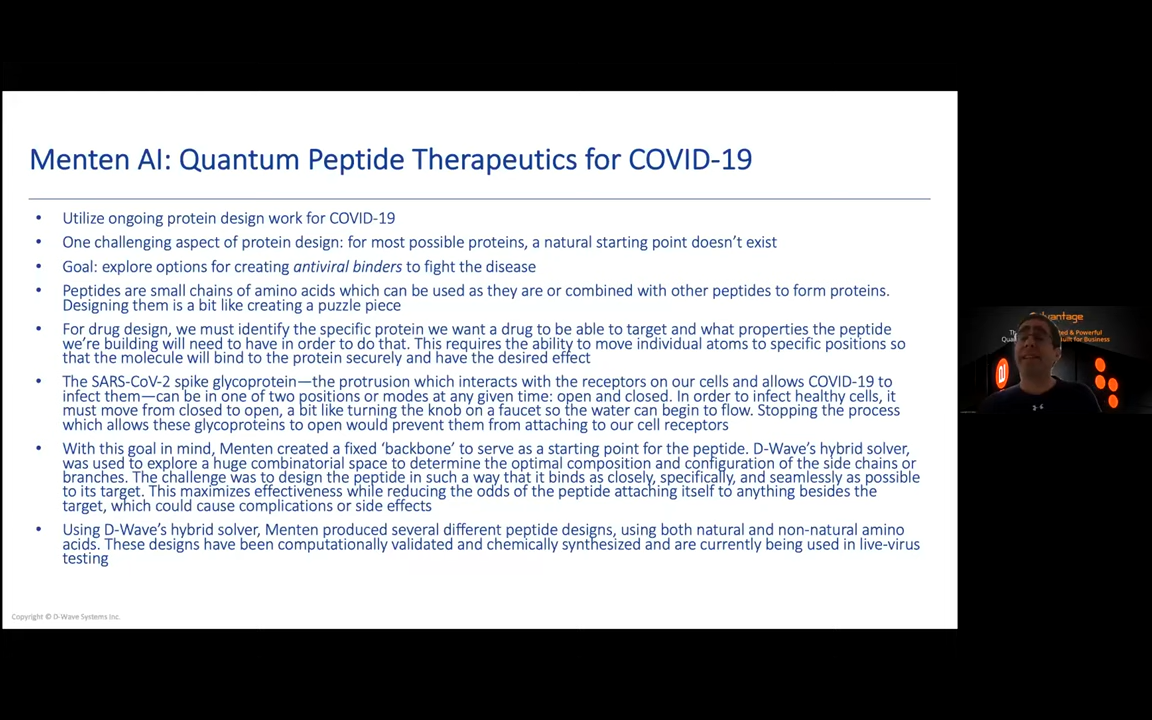 Menten AI: Quantum Peptide Therapeutics for COVID-19
• Utilize ongoing protein design work for COVID-19
• One challenging aspect of protein design: for most possible proteins, a natural starting point doesn't exist
• Goal: explore options for creating antiviral binders to fight the disease
• Peptides are small chains of amino acids which can be used as they are or combined with other peptides to form proteins.
Designing them is a bit like creating a puzzle piece
• For drug design, we must identify the specific protein we want a drug to be able to target and what properties the peptide
we're building will need to have in order to do that. This requires the ability to move individual atoms to specific positions so
that the molecule will bind to the protein securely and have the desired effect
• The SARS-CoV-2 spike glycoprotein—the protrusion which interacts with the receptors on our cells and allows COVID-19 to
infect them—can be in one of two positions or modes at any given time: open and closed. In order to infect healthy cells, it
must move from closed to open, a bit like turning the knob on a faucet so the water can begin to flow. Stopping the process
which allows these glycoproteins to open would prevent them from attaching to our cell receptors
• With this goal in mind, Menten created a fixed 'backbone' to serve as a starting point for the peptide. D-Wave's hybrid solver,
was used to explore a huge combinatorial space to determine the optimal composition and configuration of the side chains or
branches. The challenge was to design the peptide in such a way that it binds as closely, specifically, and seamlessly as possible
to its target. This maximizes effectiveness while reducing the odds of the peptide attaching itself to anything besides the
target, which could cause complications or side effects
• Using D-Wave's hybrid solver, Menten produced several different peptide designs, using both natural and non-natural amino
acids. These designs have been computationally validated and chemically synthesized and are currently being used in live-virus
testing
Copyright © D-Wave Systems Inc.
vantage
& Powerful
uilt for Business